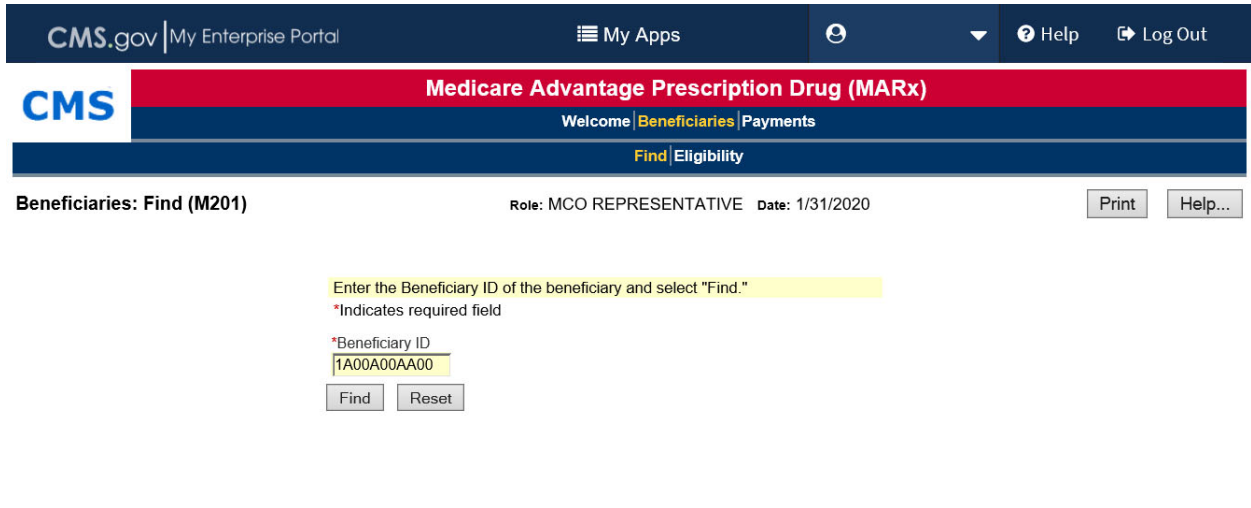 CMS.gov My Enterprise Portal My Apps Help Log Out
CMS
Medicare Advantage Prescription Drug (MARx)
Welcome|Beneficiaries|Payments
Find|Eligibility
Beneficiaries: Find (M201) Role: MCO REPRESENTATIVE Date: 1/31/2020 Print Help...
Enter the Beneficiary ID of the beneficiary and select "Find."
*Indicates required field
*Beneficiary ID
1A00A00AA00
Find Reset